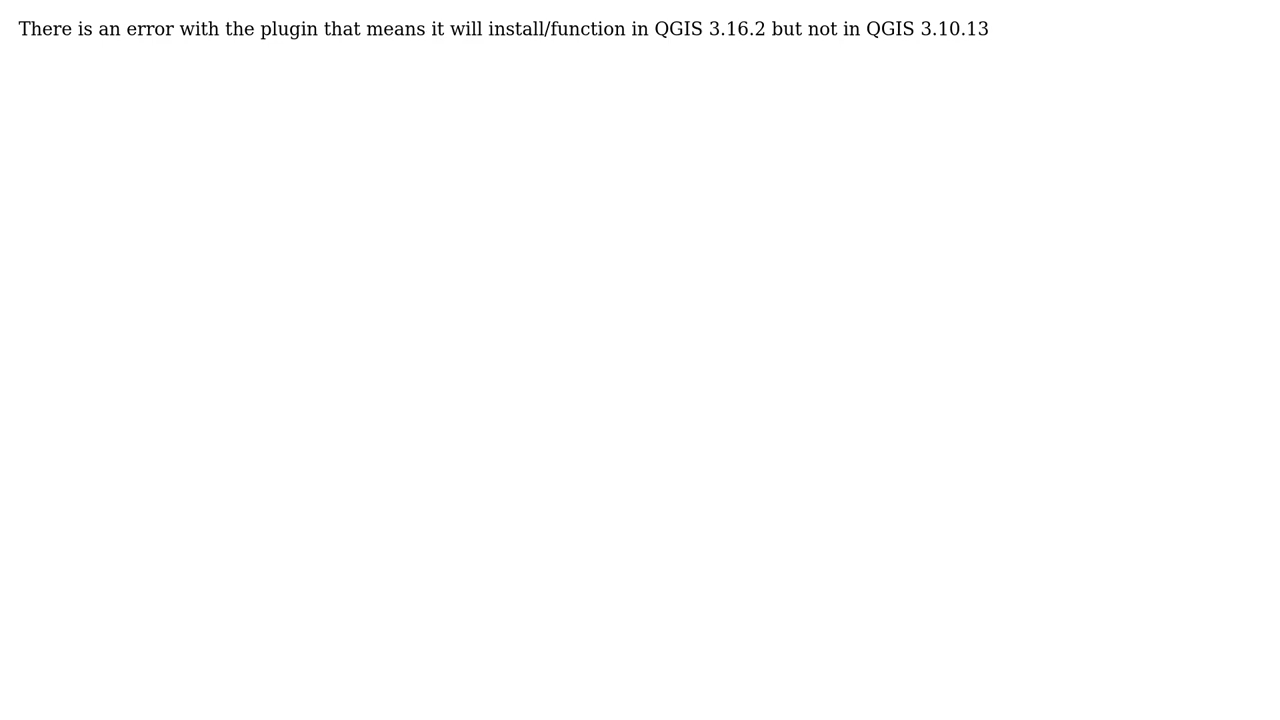 There is an error with the plugin that means it will install/function in QGIS 3.16.2 but not in QGIS 3.10.13